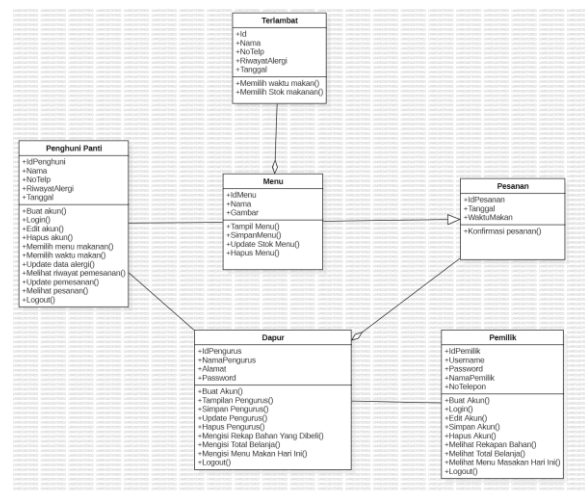 Terlambat
+Id
+Nama
+NoTelp
+RiwayatAlergi
+Tanggal
+Memilih waktu makan()
+Memilih Stok makanan()
Penghuni Panti
+IdPenghuni
+Nama
+NoTelp
+RiwayatAlergi
+Tanggal
+Buat akun()
+Login()
+Edit akun()
+Hapus akun()
+Memilih menu makanan()
+Memilih waktu makan()
+Update data alergi()
+Melihat riwayat pemesanan()
+Update pemesanan()
+Melihat pesanan()
+Logout()
Menu
+IdMenu
+Nama
+Gambar
+Tampil Menu()
+SimpanMenu()
+Update Stok Menu()
+Hapus Menu()
Pesanan
+IdPesanan
+Tanggal
+WaktuMakan
+Konfirmasi pesanan()
Dapur
+IdPengurus
+NamaPengurus
+Alamat
+Password
+Buat Akun()
+Tampilan Pengurus()
+Simpan Pengurus()
+Update Pengurus()
+Hapus Pengurus()
+Mengisi Rekap Bahan Yang Dibeli()
+Mengisi Total Belanja()
+Mengisi Menu Makan Hari Ini()
+Logout()
Pemilik
+IdPemilik
+Username
+Password
+NamaPemilik
+NoTelepon
+Buat Akun()
+Login()
+Edit Akun()
+Simpan Akun()
+Hapus Akun()
+Melihat Rekapan Bahan()
+Melihat Total Belanja()
+Melihat Menu Masakan Hari Ini()
+Logout()